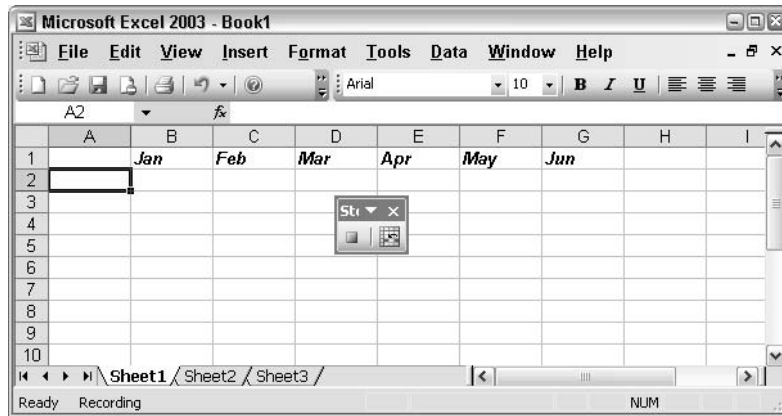 Microsoft Excel 2003 - Book1
File Edit View Insert Format Tools Data Window Help
Arial 10 B I U
A2 fx
A B C D E F G H I
1 Jan Feb Mar Apr May Jun
2
3
Sto
4
5
6
7
8
9
10
Sheet1 / Sheet2 / Sheet3 /
Ready Recording NUM